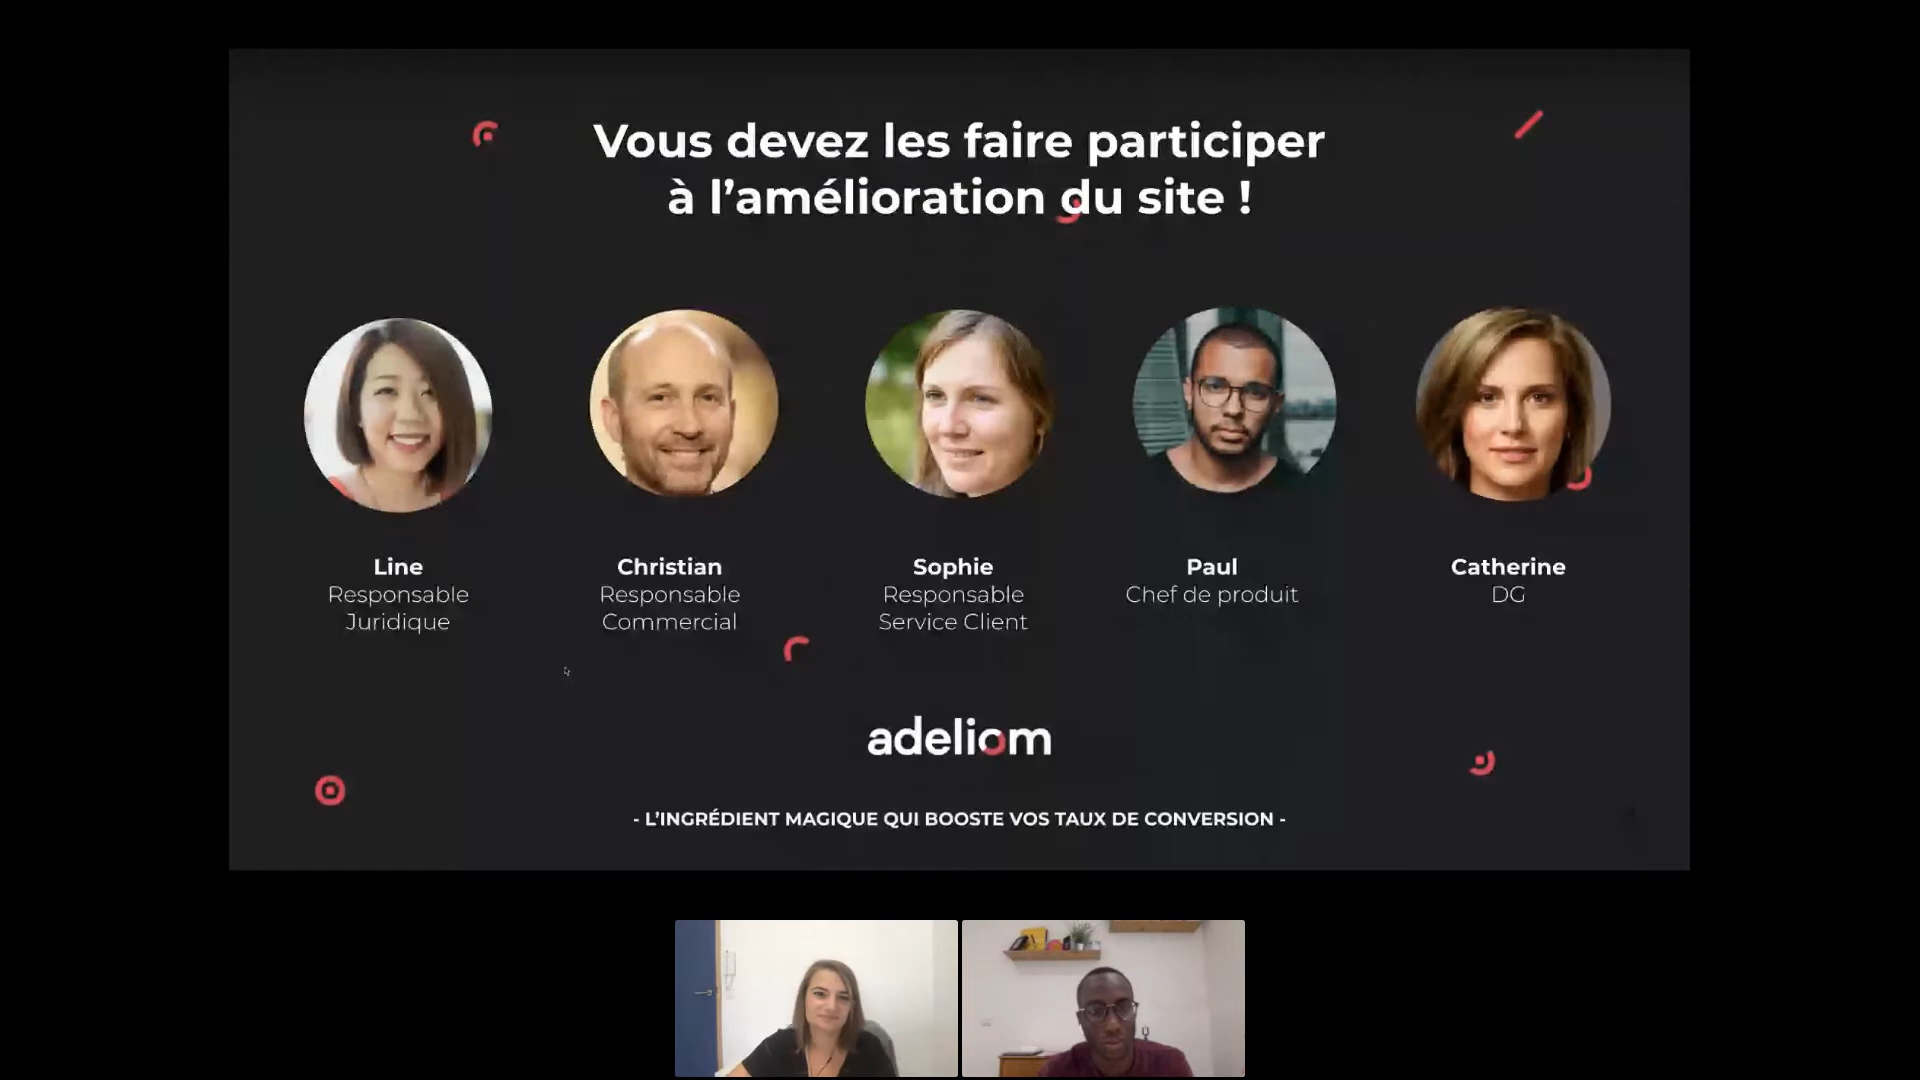 Vous devez les faire participer
à l’amélioration du site !
Line
Responsable
Juridique
Christian
Responsable
Commercial
Sophie
Responsable
Service Client
Paul
Chef de produit
Catherine
DG
adeliom
- L’INGRÉDIENT MAGIQUE QUI BOOSTE VOS TAUX DE CONVERSION -